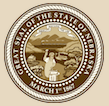 GREAT SEAL OF THE STATE OF NEBRASKA
MARCH 1ST 1867